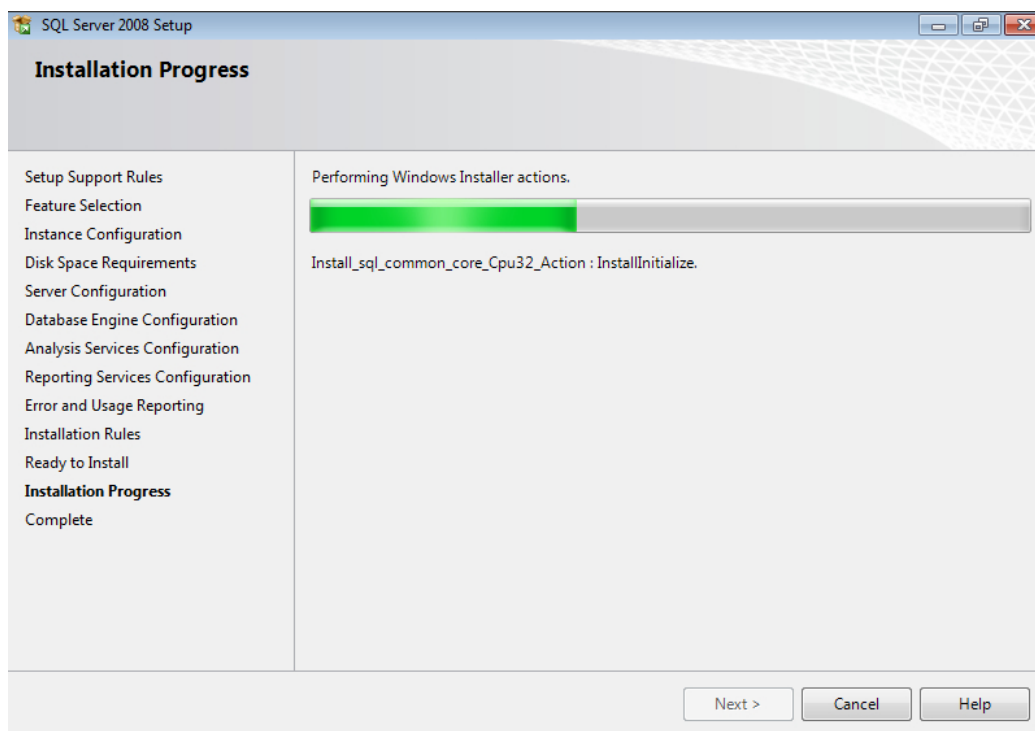 SQL Server 2008 Setup
Installation Progress
Setup Support Rules
Feature Selection
Instance Configuration
Disk Space Requirements
Server Configuration
Database Engine Configuration
Analysis Services Configuration
Reporting Services Configuration
Error and Usage Reporting
Installation Rules
Ready to Install
Installation Progress
Complete
Performing Windows Installer actions.
Install_sql_common_core_Cpu32_Action : InstallInitialize.
Next >
Cancel
Help